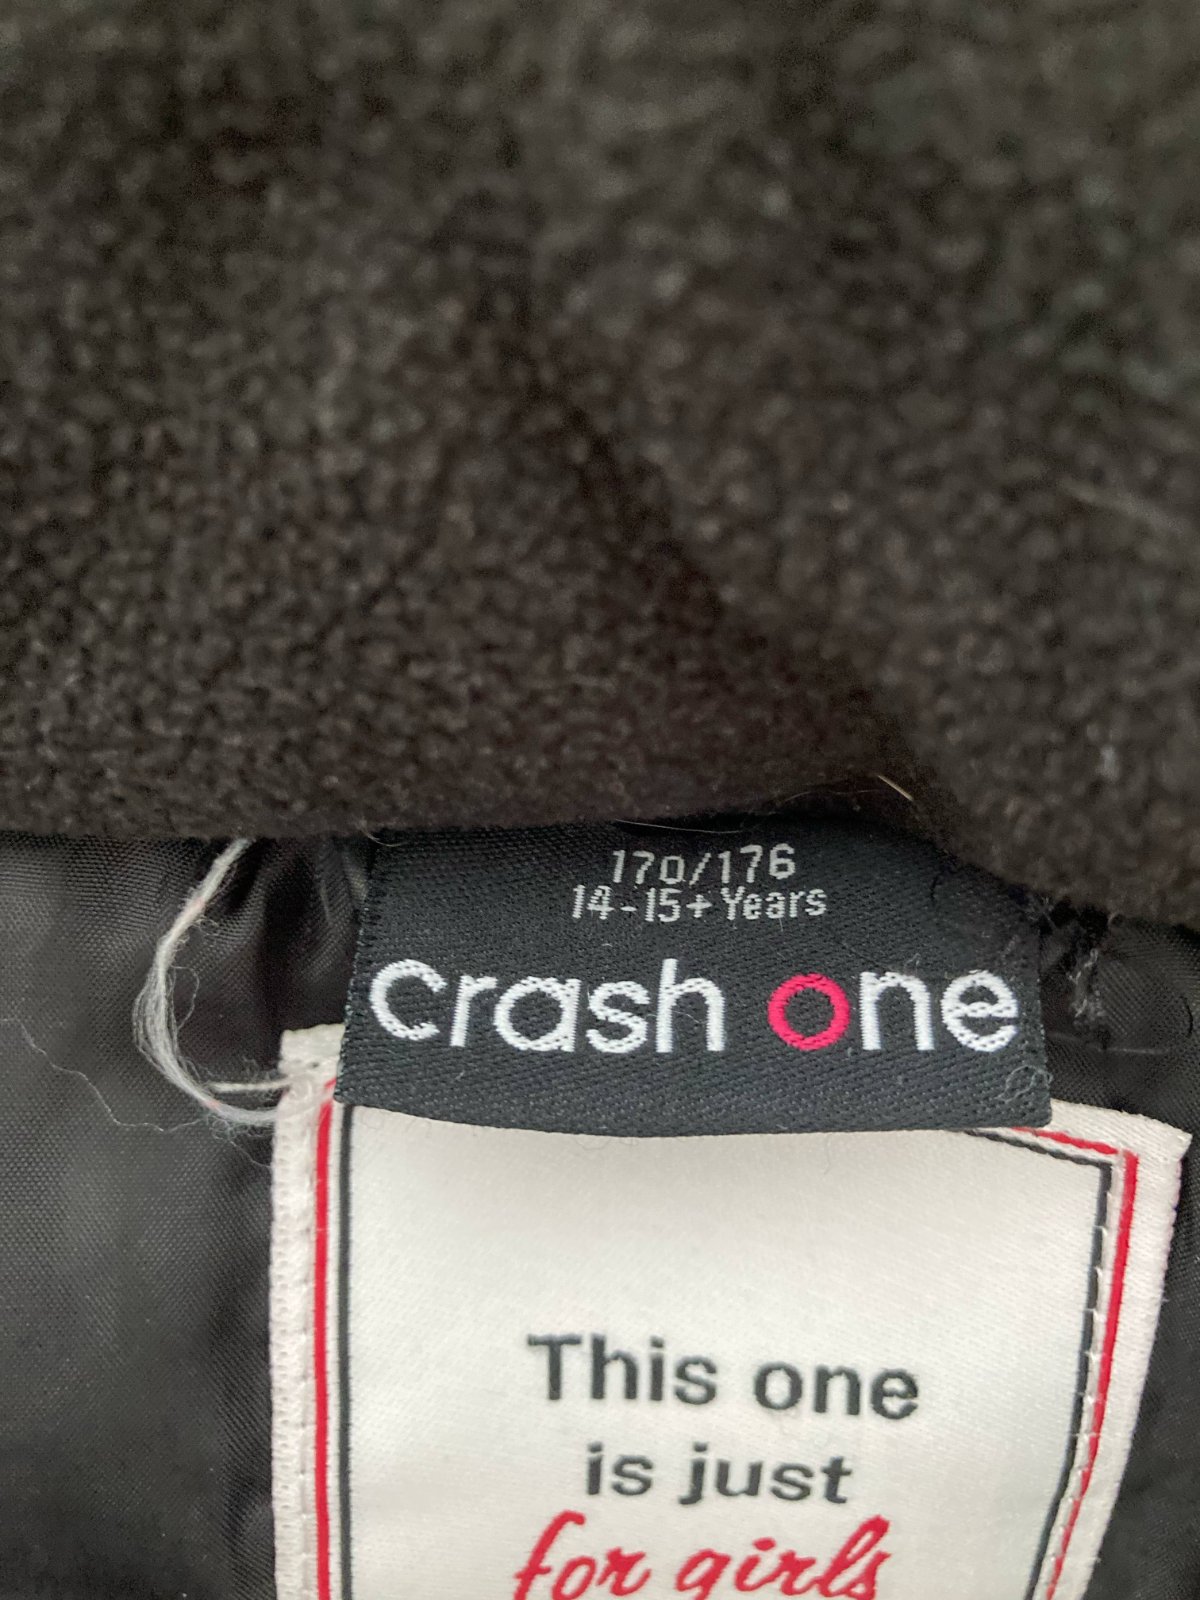 170/176
14-15+ Years
crash one
This one
is just
for girls